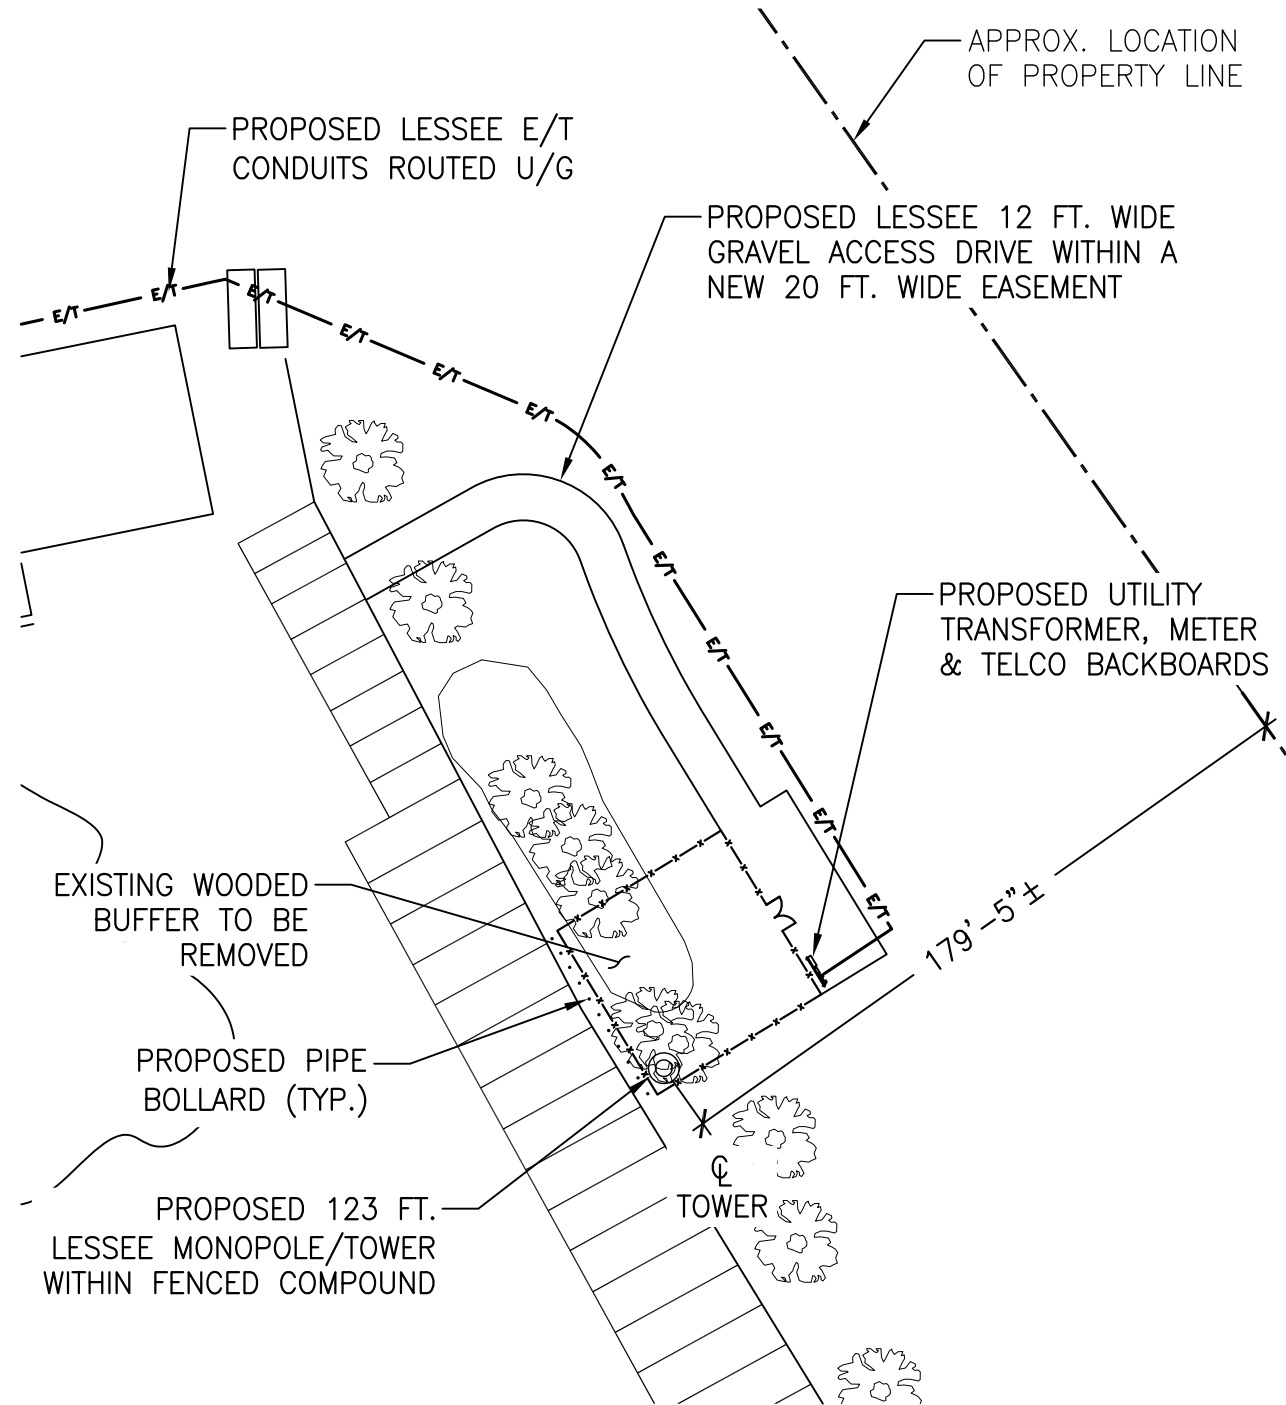 APPROX. LOCATION
OF PROPERTY LINE
PROPOSED LESSEE E/T
CONDUITS ROUTED U/G
PROPOSED LESSEE 12 FT. WIDE
GRAVEL ACCESS DRIVE WITHIN A
NEW 20 FT. WIDE EASEMENT
E/T
E/T
E/T
E/T
E/T
E/T
E/T
E/T
E/T
E/T
E/T
E/T
PROPOSED UTILITY
TRANSFORMER, METER
& TELCO BACKBOARDS
EXISTING WOODED
BUFFER TO BE
REMOVED
179'-5"±
PROPOSED PIPE
BOLLARD (TYP.)
℄
TOWER
PROPOSED 123 FT.
LESSEE MONOPOLE/TOWER
WITHIN FENCED COMPOUND